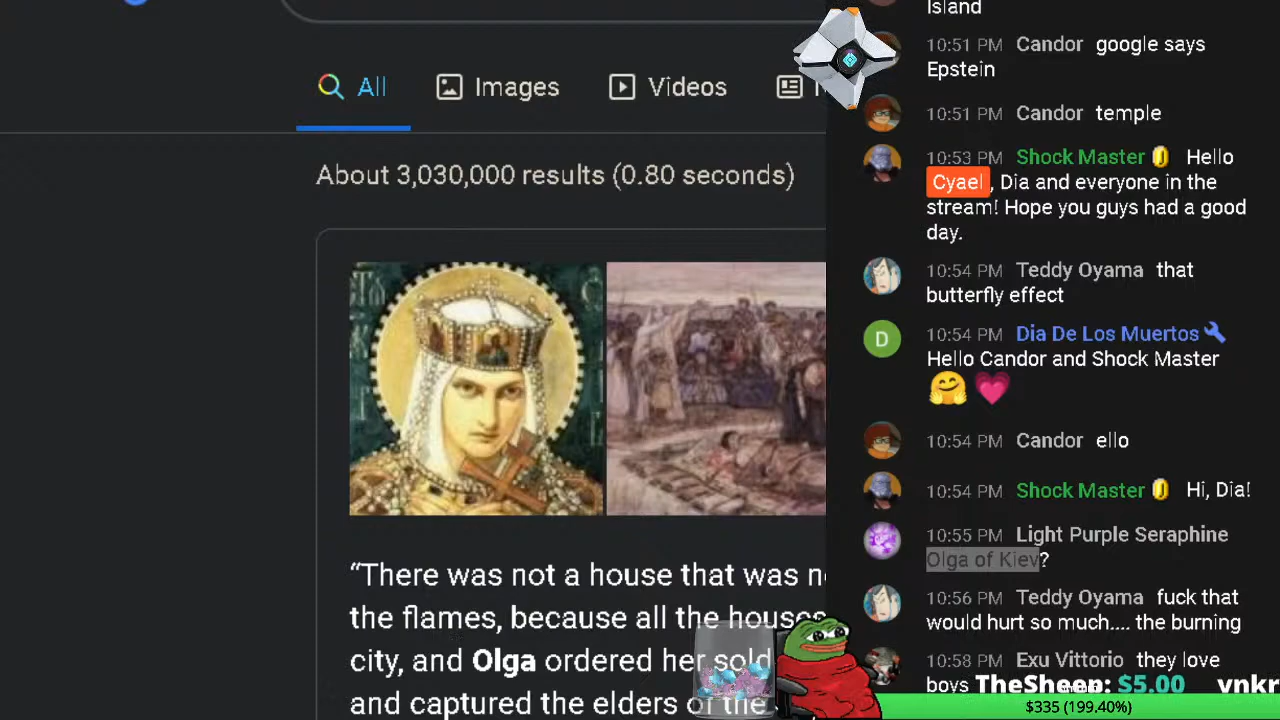 All
Images
Videos
About 3,030,000 results (0.80 seconds)
“There was not a house that was n
the flames, because all the houses
city, and Olga ordered her sold
and captured the elders of the
Island
10:51 PM Candor google says
Epstein
10:51 PM Candor temple
10:53 PM Shock Master Hello
Cyael, Dia and everyone in the
stream! Hope you guys had a good
day.
10:54 PM Teddy Oyama that
butterfly effect
10:54 PM Dia De Los Muertos
Hello Candor and Shock Master
D
10:54 PM Candor ello
10:54 PM Shock Master Hi, Dia!
10:55 PM Light Purple Seraphine
Olga of Kiev?
10:56 PM Teddy Oyama fuck that
would hurt so much.... the burning
10:58 PM Exu Vittorio they love
boys
TheSheep: $5.00 vnkr
$335 (199.40%)